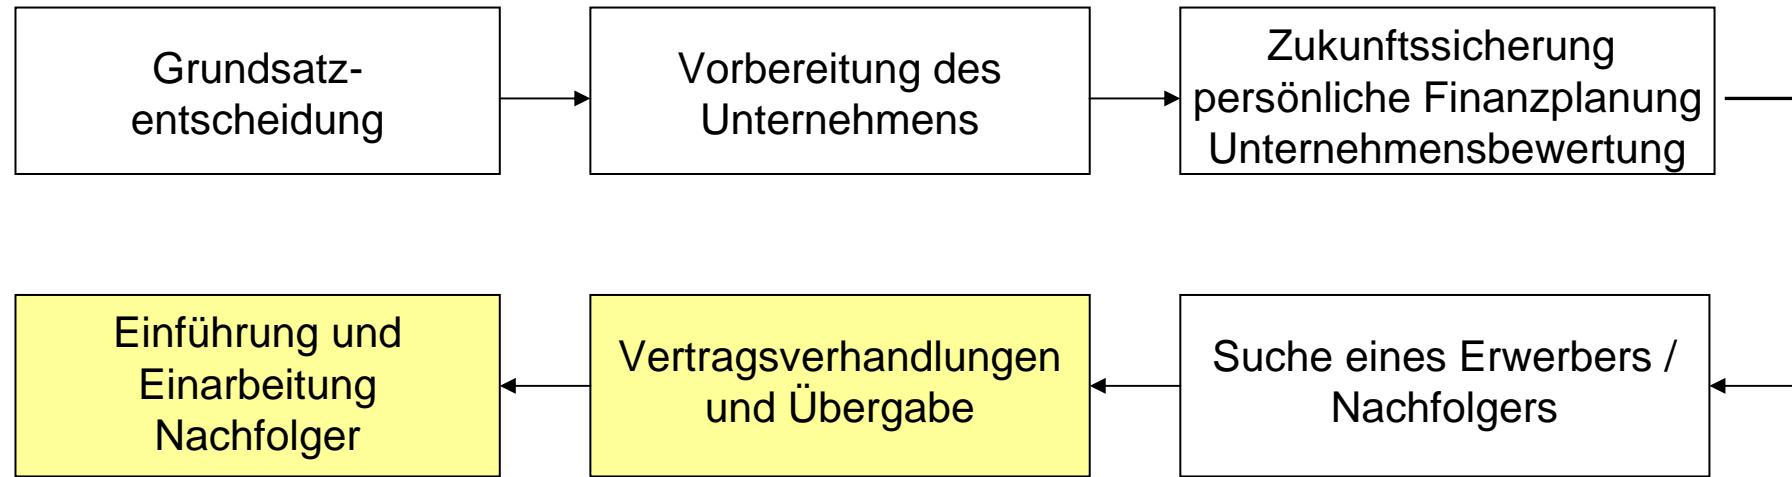 Grundsatz-
entscheidung
Vorbereitung des
Unternehmens
Zukunftssicherung
persönliche Finanzplanung
Unternehmensbewertung
Einführung und
Einarbeitung
Nachfolger
Vertragsverhandlungen
und Übergabe
Suche eines Erwerbers /
Nachfolgers